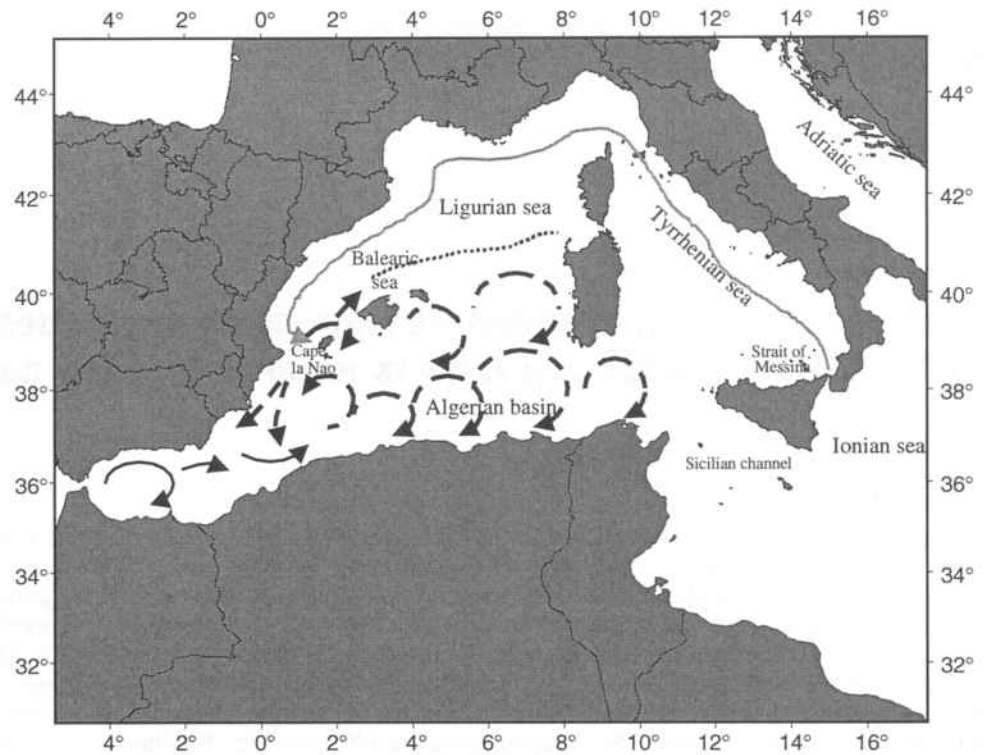 4° 2° 0° 2° 4° 6° 8° 10° 12° 14° 16°
44° 44°
Adriatic sea
42° 42°
Ligurian sea
Tyrrhenian sea
Balearic
sea
40° 40°
Cape
la Nao
Strait of
Messina
38° 38°
Algerian basin
Ionian sea
Sicilian channel
36° 36°
34° 34°
32° 32°
4° 2° 0° 2° 4° 6° 8° 10° 12° 14° 16°